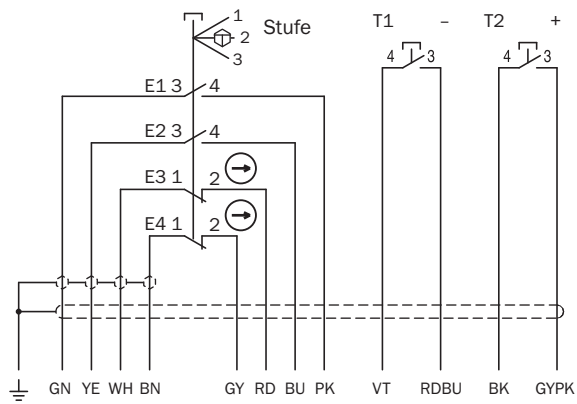 1
2
3
Stufe
T1 – T2 +
4 3 4 3
E1 3 4
E2 3 4
E3 1 2
E4 1 2
GN YE WH BN GY RD BU PK VT RDBU BK GYPK